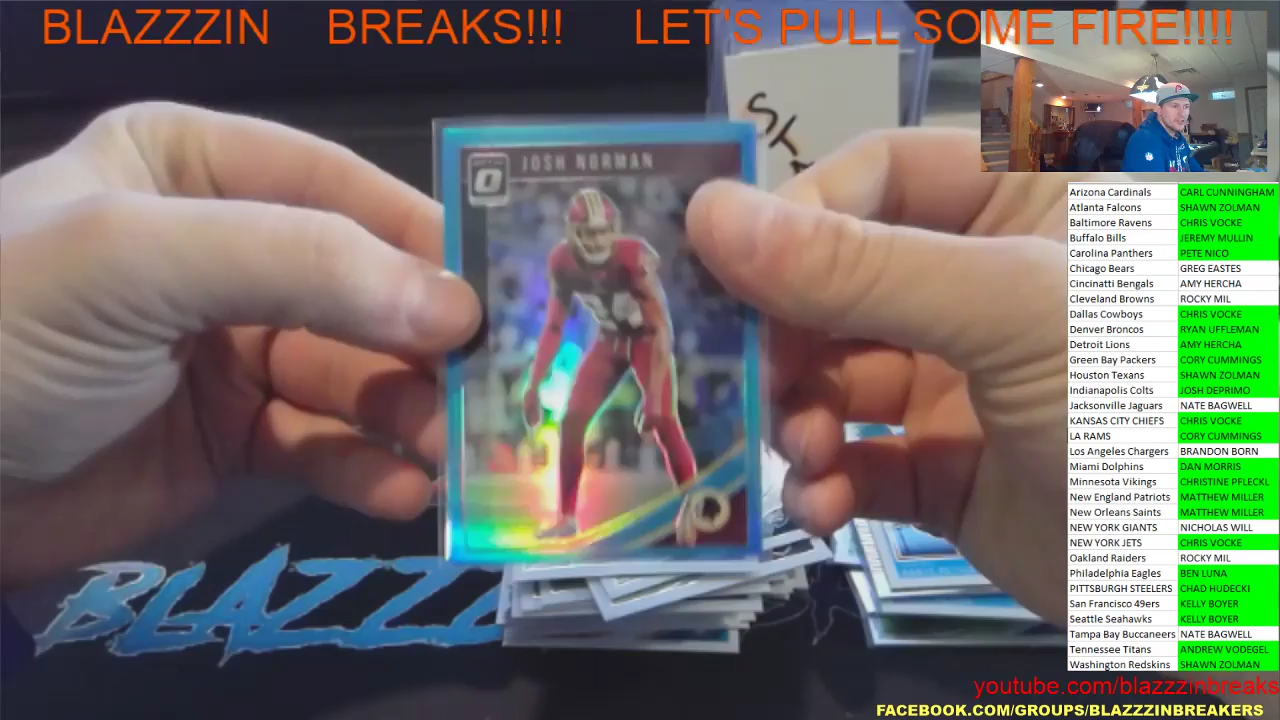 BLAZZZIN BREAKS!!! LET'S PULL SOME FIRE!!!!
JOSH NORMAN
BLAZ
Arizona Cardinals CARL CUNNINGHAM
Atlanta Falcons SHAWN ZOLMAN
Baltimore Ravens CHRIS VOCKE
Buffalo Bills JEREMY MULLIN
Carolina Panthers PETE NICO
Chicago Bears GREG EASTES
Cincinatti Bengals AMY HERCHA
Cleveland Browns ROCKY MIL
Dallas Cowboys CHRIS VOCKE
Denver Broncos RYAN UFFLEMAN
Detroit Lions AMY HERCHA
Green Bay Packers CORY CUMMINGS
Houston Texans SHAWN ZOLMAN
Indianapolis Colts JOSH DEPRIMO
Jacksonville Jaguars NATE BAGWELL
KANSAS CITY CHIEFS CHRIS VOCKE
LA RAMS CORY CUMMINGS
Los Angeles Chargers BRANDON BORN
Miami Dolphins DAN MORRIS
Minnesota Vikings CHRISTINE PFLECKL
New England Patriots MATTHEW MILLER
New Orleans Saints MATTHEW MILLER
NEW YORK GIANTS NICHOLAS WILL
NEW YORK JETS CHRIS VOCKE
Oakland Raiders ROCKY MIL
Philadelphia Eagles BEN LUNA
PITTSBURGH STEELERS CHAD HUDECKI
San Francisco 49ers KELLY BOYER
Seattle Seahawks KELLY BOYER
Tampa Bay Buccaneers NATE BAGWELL
Tennessee Titans ANDREW VODEGEL
Washington Redskins SHAWN ZOLMAN
youtube.com/blazzzinbreaks
FACEBOOK.COM/GROUPS/BLAZZZINBREAKERS